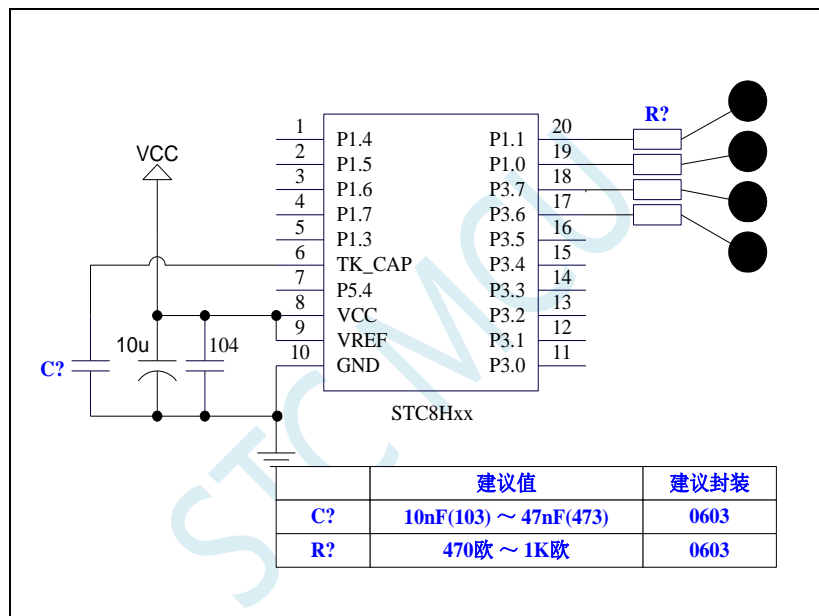 R?
VCC
1 P1.4 P1.1 20
2 P1.5 P1.0 19
3 P1.6 P3.7 18
4 P1.7 P3.6 17
5 P1.3 P3.5 16
6 TK_CAP P3.4 15
7 P5.4 P3.3 14
8 VCC P3.2 13
9 VREF P3.1 12
10 GND P3.0 11
C? 10u 104
STC8Hxx
STC MCU
建议值 建议封装
C? 10nF(103) ~ 47nF(473) 0603
R? 470欧 ~ 1K欧 0603